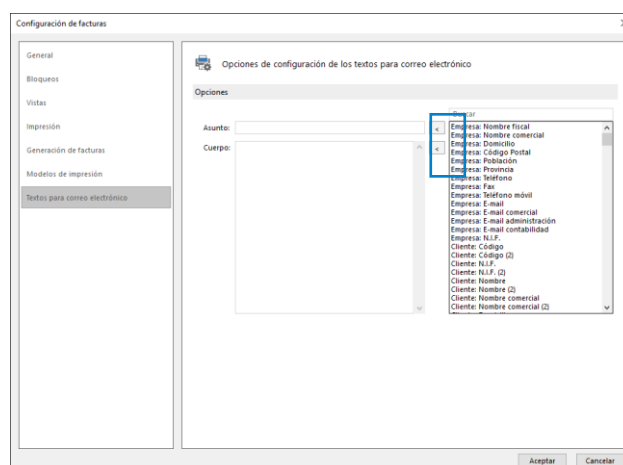 Configuración de facturas
General
Bloqueos
Vistas
Impresión
Generación de facturas
Modelos de impresión
Textos para correo electrónico
Opciones de configuración de los textos para correo electrónico
Opciones
Buscar
Asunto:
<
Cuerpo:
<
Empresa: Nombre fiscal
Empresa: Nombre comercial
Empresa: Domicilio
Empresa: Código Postal
Empresa: Población
Empresa: Provincia
Empresa: Teléfono
Empresa: Fax
Empresa: Teléfono móvil
Empresa: E-mail
Empresa: E-mail comercial
Empresa: E-mail administración
Empresa: E-mail contabilidad
Empresa: N.I.F.
Cliente: Código
Cliente: Código (2)
Cliente: N.I.F.
Cliente: N.I.F. (2)
Cliente: Nombre
Cliente: Nombre (2)
Cliente: Nombre comercial
Cliente: Nombre comercial (2)
Aceptar
Cancelar